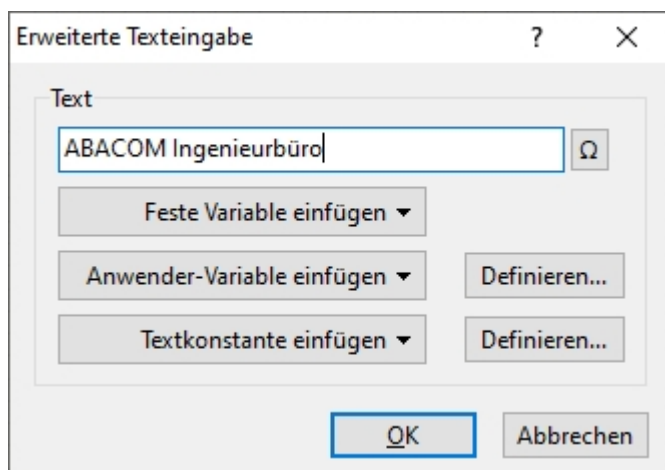 Erweiterte Texteingabe ? ×
Text
ABACOM Ingenieurbüro Ω
Feste Variable einfügen
Anwender-Variable einfügen Definieren...
Textkonstante einfügen Definieren...
OK Abbrechen